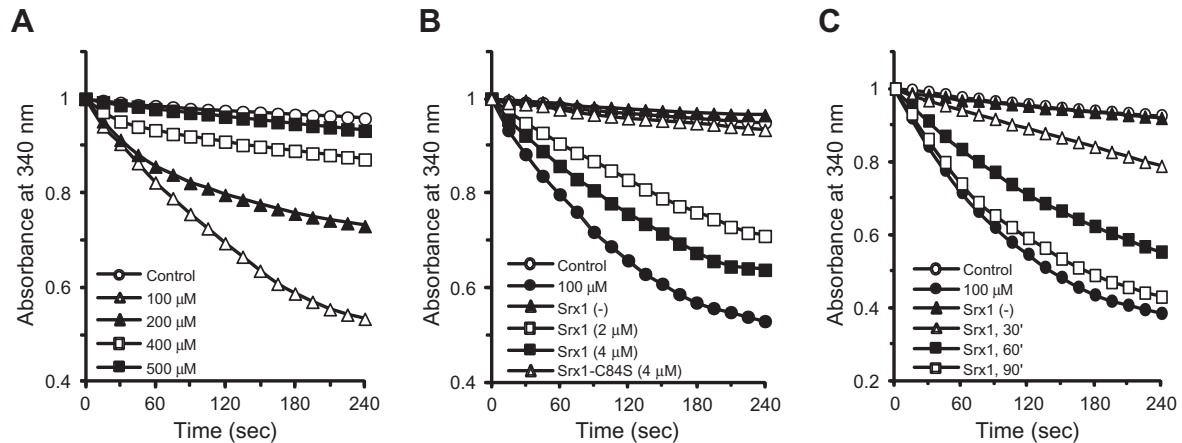 A
B
C
Absorbance at 340 nm
1
0.8
0.6
0.4
0
60
120
180
240
Time (sec)
Control
100 μM
200 μM
400 μM
500 μM
Absorbance at 340 nm
1
0.8
0.6
0.4
0
60
120
180
240
Time (sec)
Control
100 μM
Srx1 (-)
Srx1 (2 μM)
Srx1 (4 μM)
Srx1-C84S (4 μM)
Absorbance at 340 nm
1
0.8
0.6
0.4
0.2
0
60
120
180
240
Time (sec)
Control
100 μM
Srx1 (-)
Srx1, 30'
Srx1, 60'
Srx1, 90'